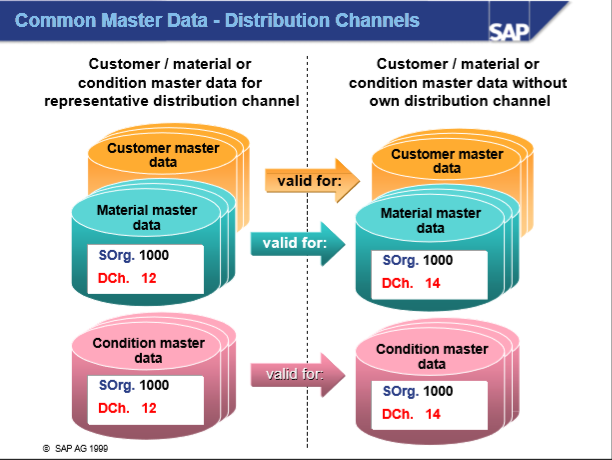 Common Master Data - Distribution Channels
SAP
Customer / material or
condition master data for
representative distribution channel
Customer / material or
condition master data without
own distribution channel
Customer master
data
valid for:
Customer master
data
Material master
data
SOrg. 1000
DCh. 12
valid for:
Material master
data
SOrg. 1000
DCh. 14
Condition master
data
SOrg. 1000
DCh. 12
valid for:
Condition master
data
SOrg. 1000
DCh. 14
© SAP AG 1999